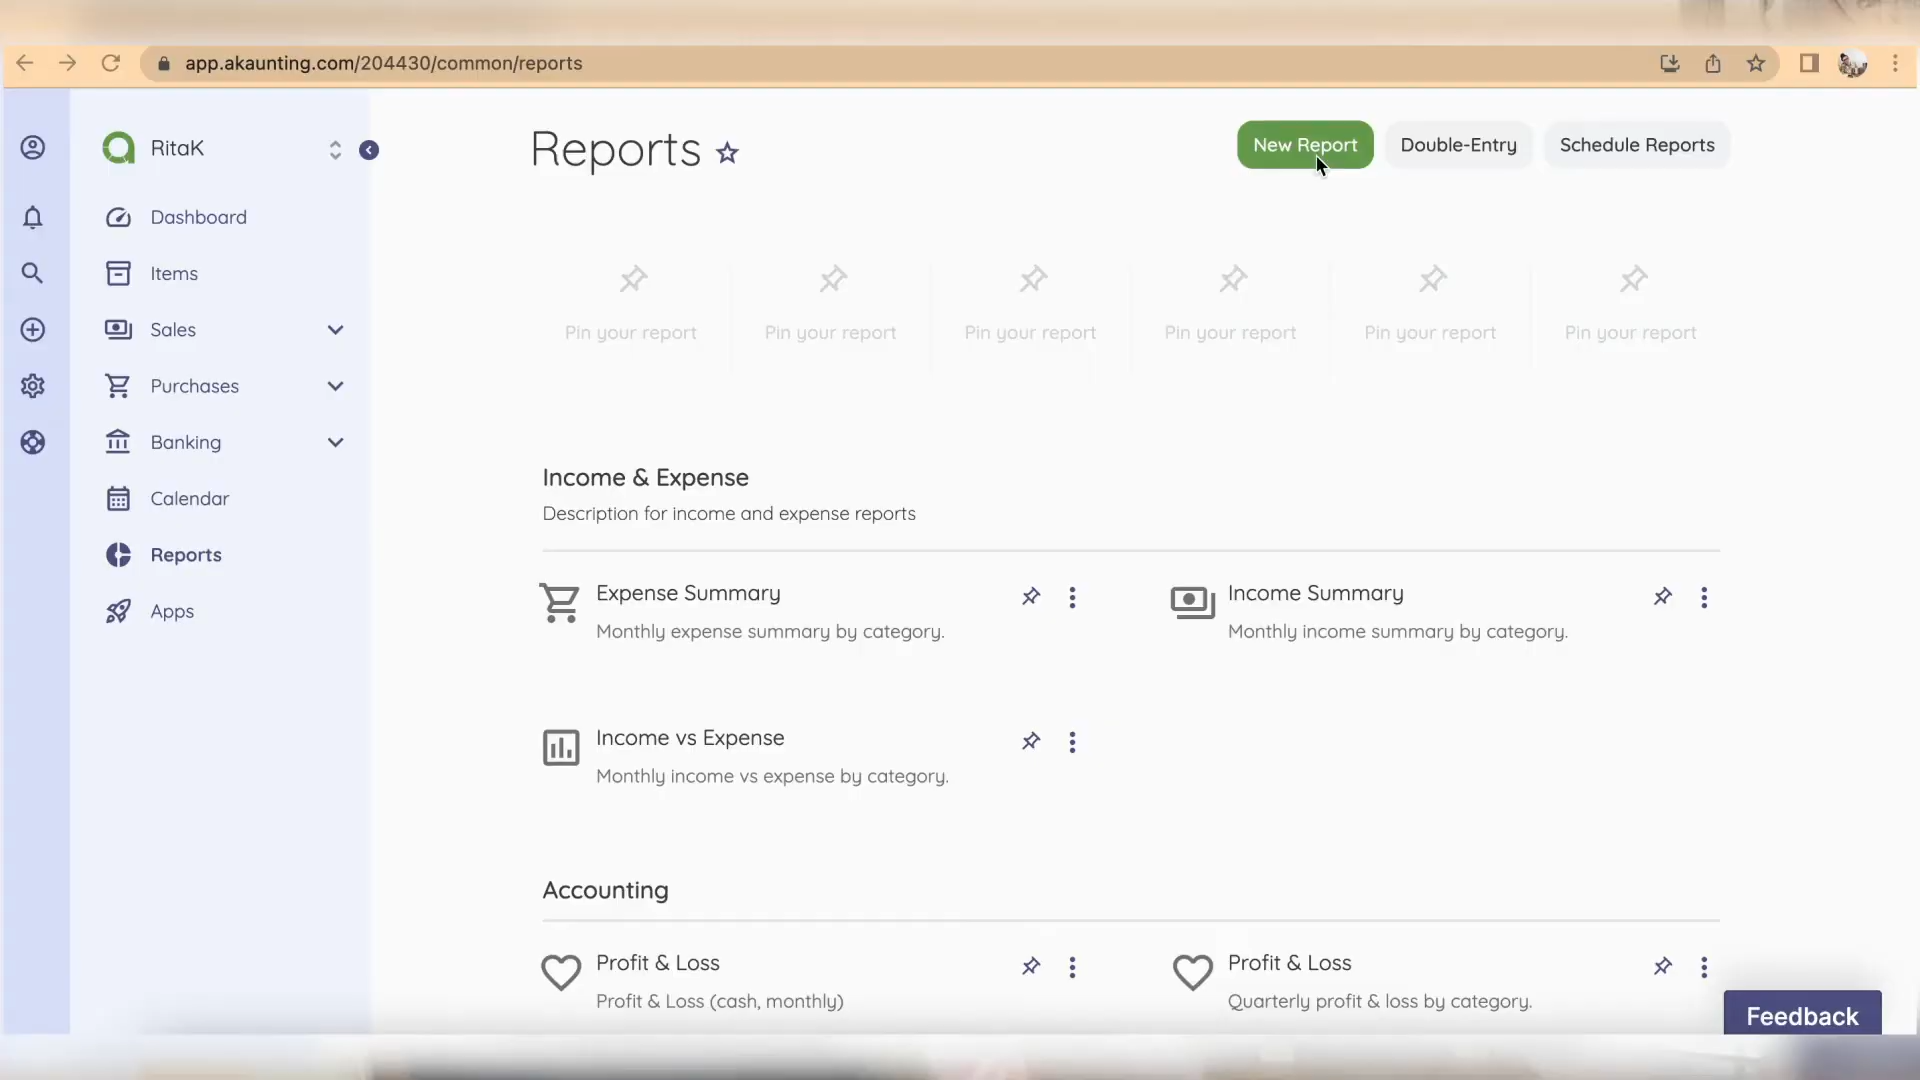 app.akaunting.com/204430/common/reports
RitaK
Dashboard
Items
Sales
Purchases
Banking
Calendar
Reports
Apps
Reports
New Report
Double-Entry
Schedule Reports
Pin your report
Pin your report
Pin your report
Pin your report
Pin your report
Pin your report
Income & Expense
Description for income and expense reports
Expense Summary
Monthly expense summary by category.
Income Summary
Monthly income summary by category.
Income vs Expense
Monthly income vs expense by category.
Accounting
Profit & Loss
Profit & Loss (cash, monthly)
Profit & Loss
Quarterly profit & loss by category.
Feedback